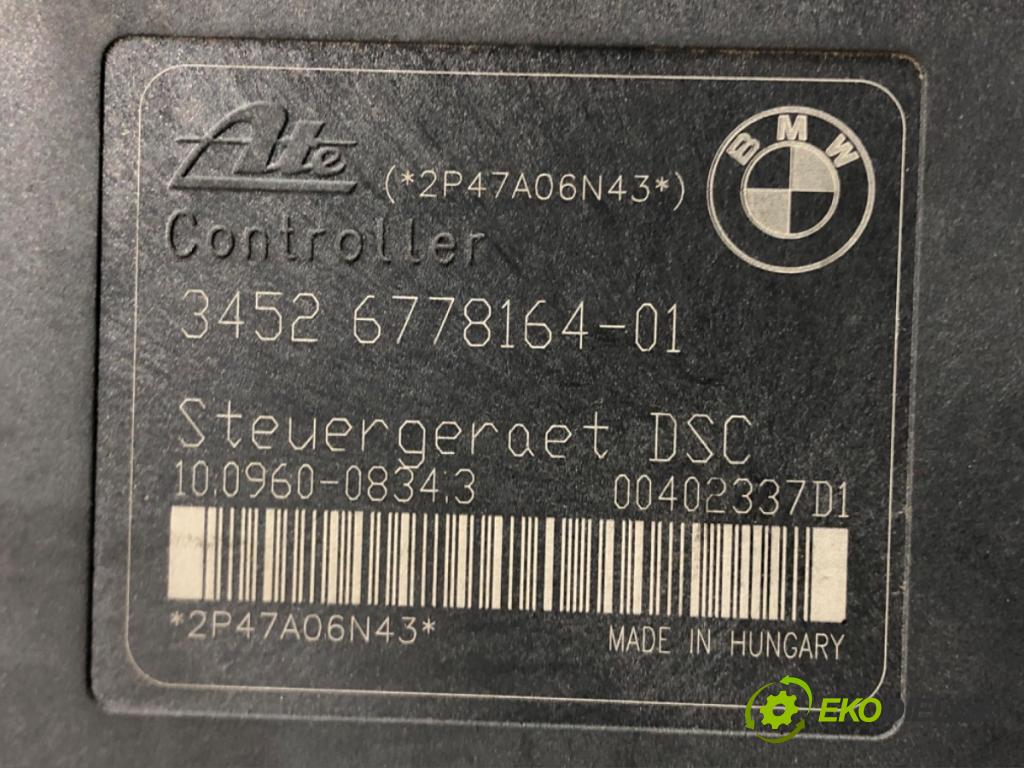 Ate (*2P47A06N43*)
BMW
Controller
3452 6778164-01
Steuergeraet DSC
10.0960-0834.3 00402337D1
*2P47A06N43*
MADE IN HUNGARY
EKO